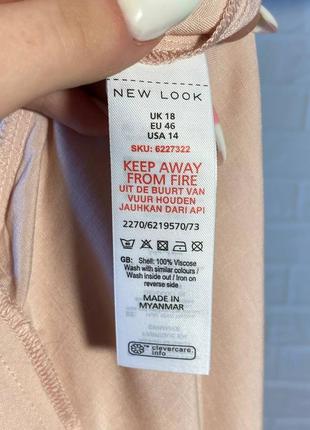 NEW LOOK
UK 18
EU 46
USA 14
SKU: 6227322
KEEP AWAY
FROM FIRE
UIT DE BUURT VAN
VUUR HOUDEN
JAUHKAN DARI API
2270/6219570/73
GB: Shell: 100% Viscose
Wash with similar colours /
Wash inside out / Iron on
reverse side
MADE IN
MYANMAR
clevercare.
info